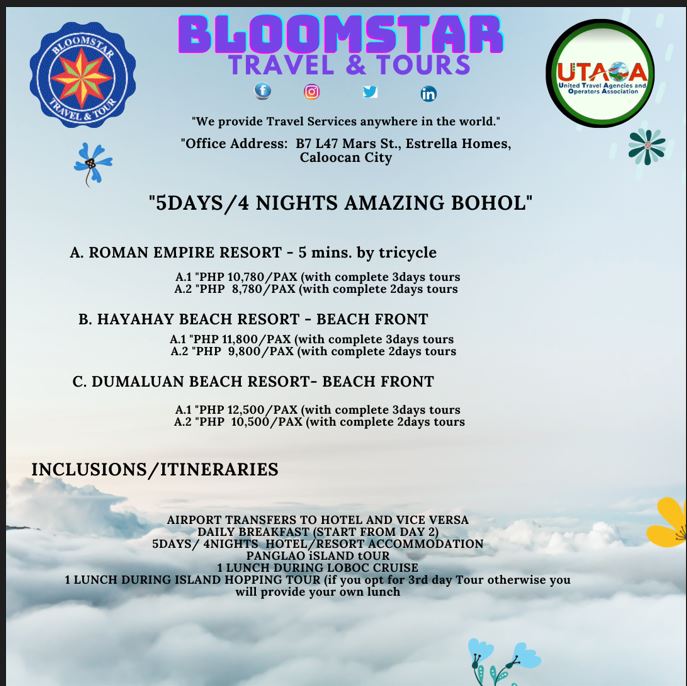 BLOOMSTAR
TRAVEL & TOURS
BLOOMSTAR
TRAVEL & TOUR
UTAOA
United Travel Agencies and
Operators Association
"We provide Travel Services anywhere in the world."
"Office Address: B7 L47 Mars St., Estrella Homes,
Caloocan City
"5DAYS/4 NIGHTS AMAZING BOHOL"
A. ROMAN EMPIRE RESORT - 5 mins. by tricycle
A.1 "PHP 10,780/PAX (with complete 3days tours
A.2 "PHP 8,780/PAX (with complete 2days tours
B. HAYAHAY BEACH RESORT - BEACH FRONT
A.1 "PHP 11,800/PAX (with complete 3days tours
A.2 "PHP 9,800/PAX (with complete 2days tours
C. DUMALUAN BEACH RESORT- BEACH FRONT
A.1 "PHP 12,500/PAX (with complete 3days tours
A.2 "PHP 10,500/PAX (with complete 2days tours
INCLUSIONS/ITINERARIES
AIRPORT TRANSFERS TO HOTEL AND VICE VERSA
DAILY BREAKFAST (START FROM DAY 2)
5DAYS/ 4NIGHTS HOTEL/RESORT ACCOMMODATION
PANGLAO iSLAND tOUR
1 LUNCH DURING LOBOC CRUISE
1 LUNCH DURING ISLAND HOPPING TOUR (if you opt for 3rd day Tour otherwise you
will provide your own lunch